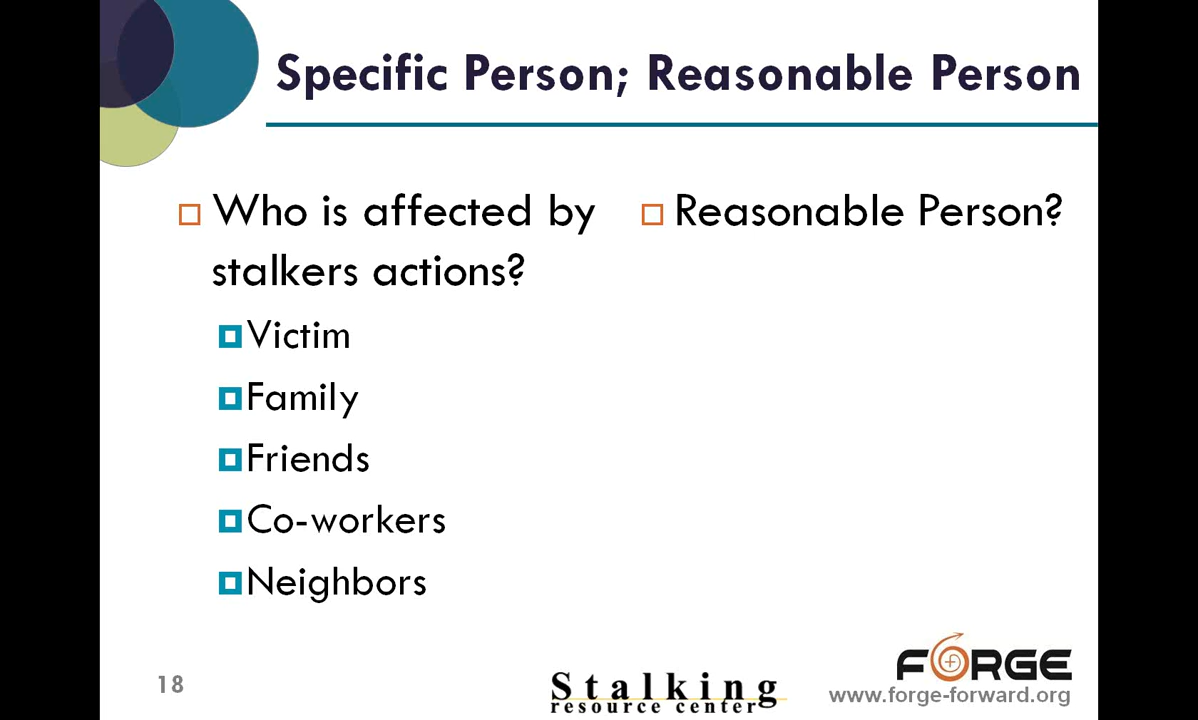 Specific Person; Reasonable Person
Who is affected by
stalkers actions?
Victim
Family
Friends
Co-workers
Neighbors
Reasonable Person?
18
Stalking
resource center
FORGE
www.forge-forward.org